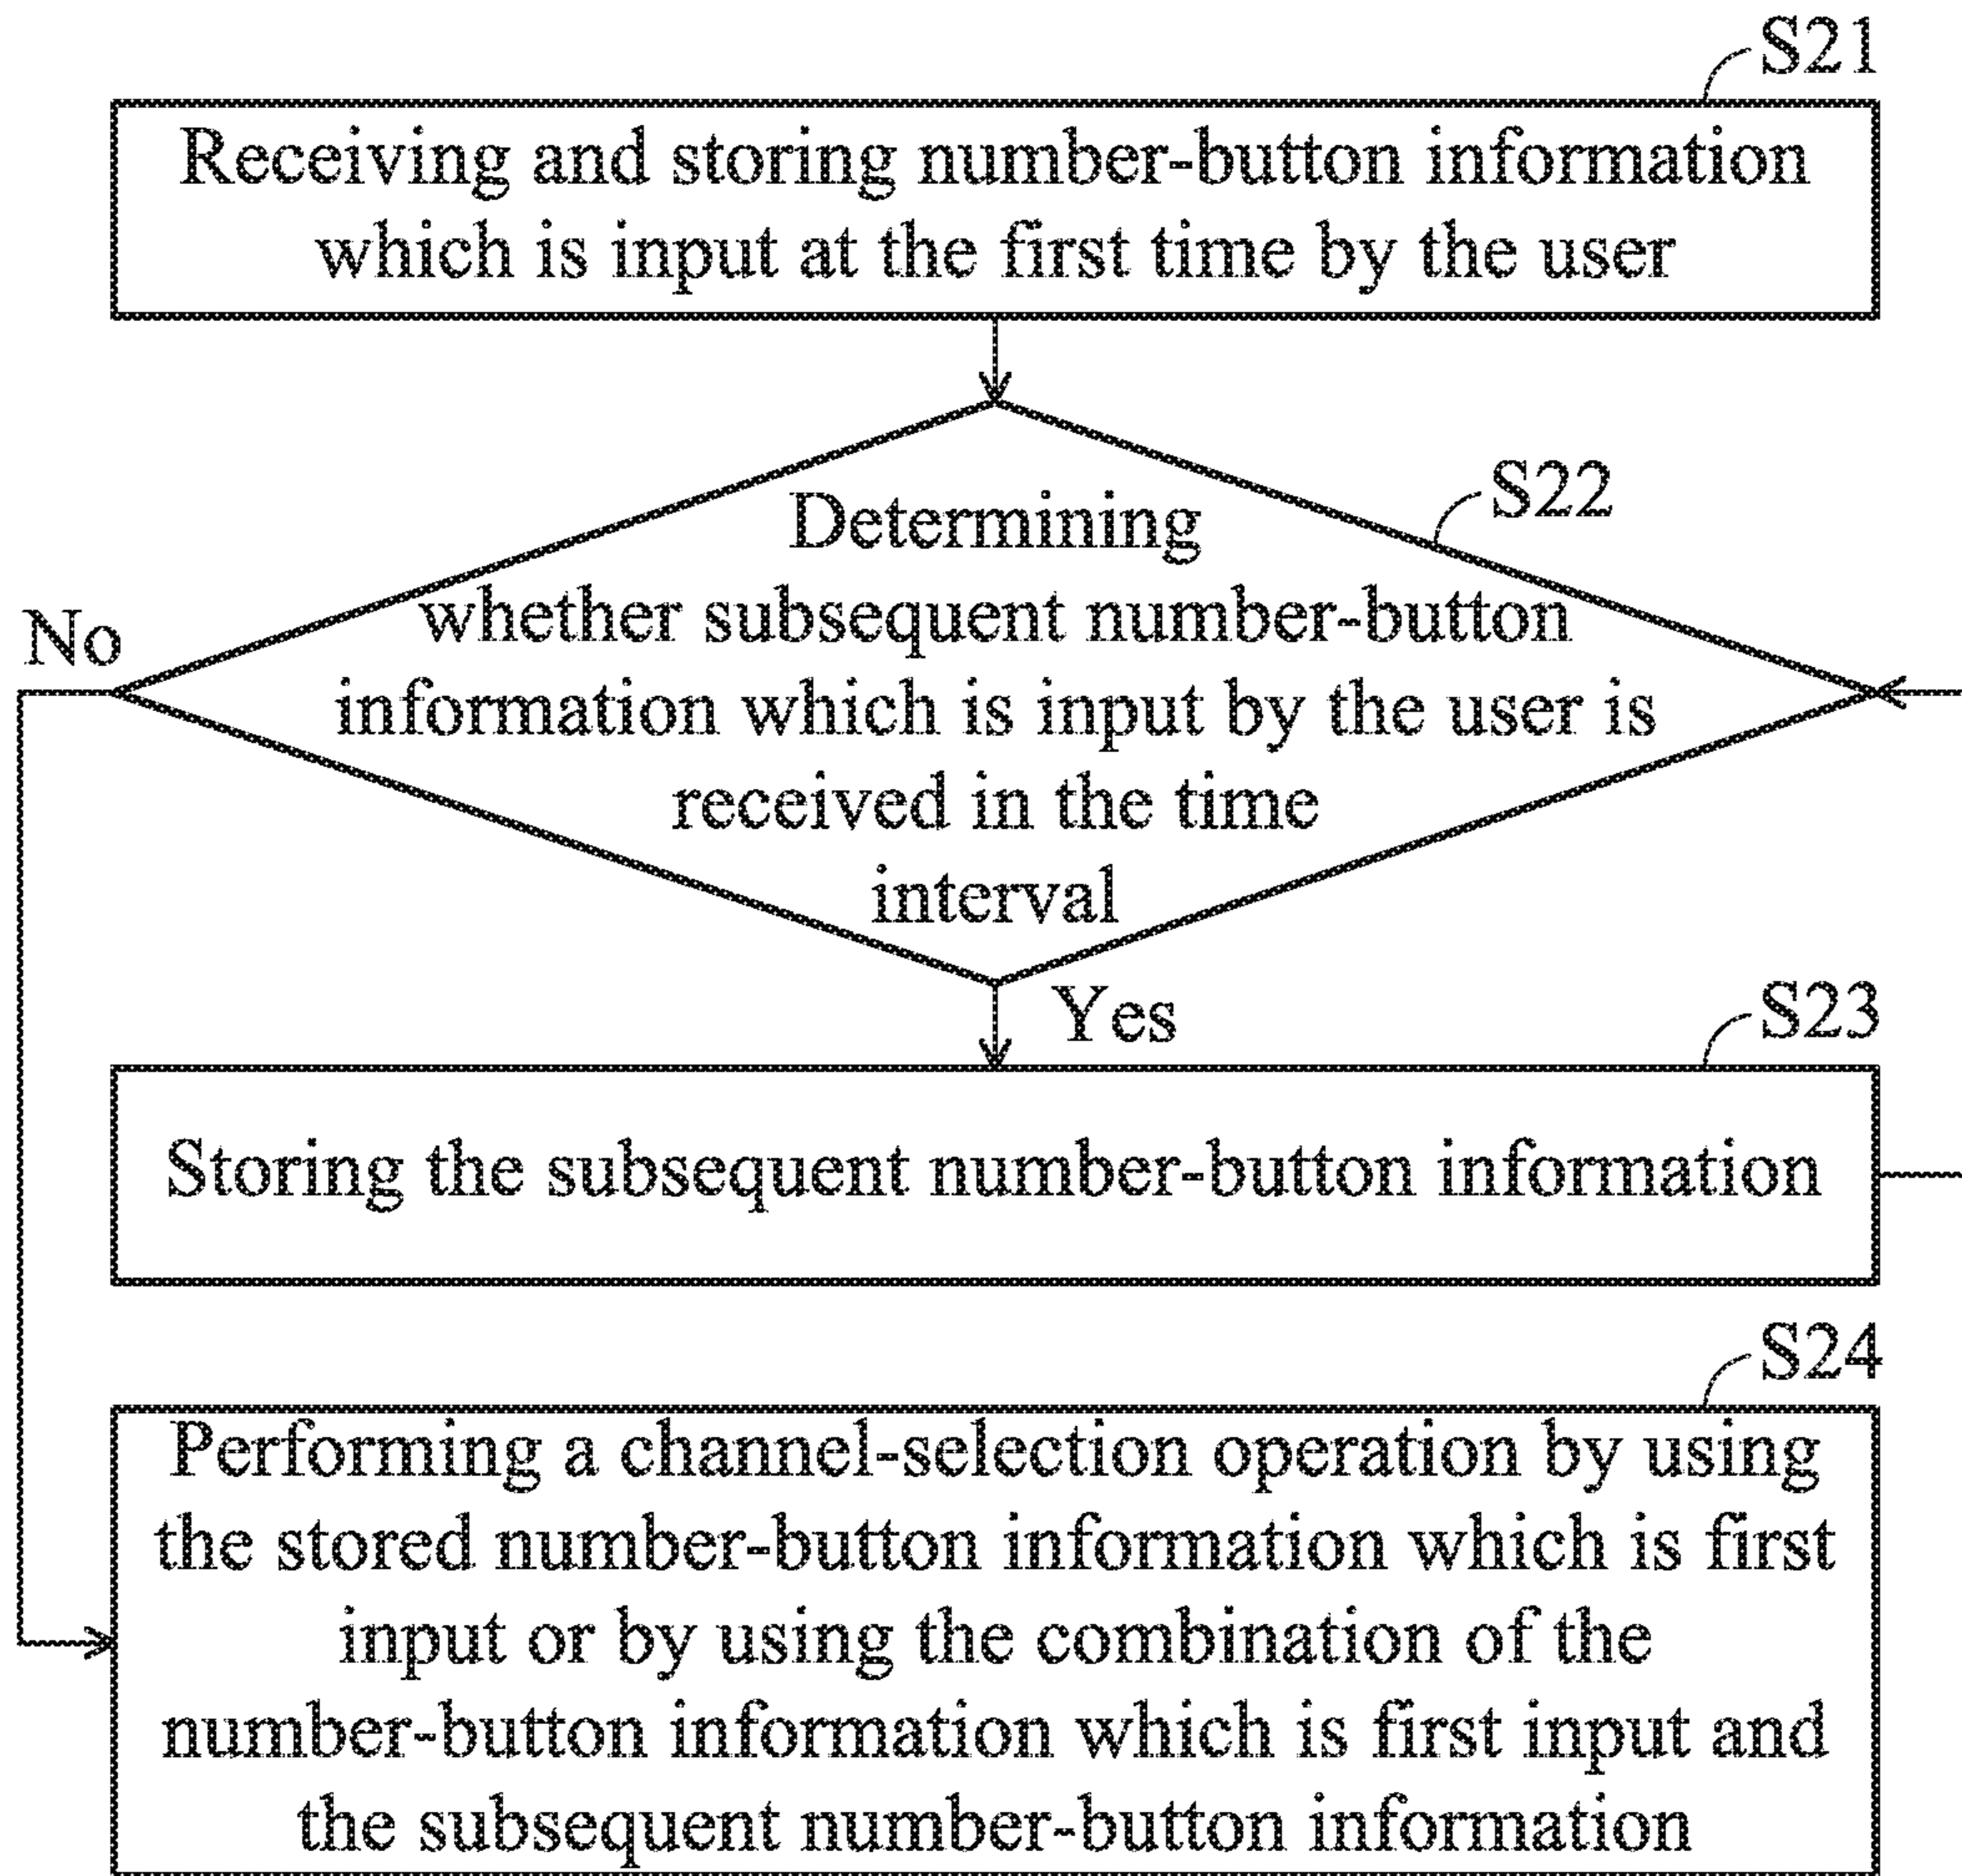 S21
Receiving and storing number-button information
which is input at the first time by the user
S22
Determining
whether subsequent number-button
information which is input by the user is
received in the time
interval
No
Yes
S23
Storing the subsequent number-button information
S24
Performing a channel-selection operation by using
the stored number-button information which is first
input or by using the combination of the
number-button information which is first input and
the subsequent number-button information